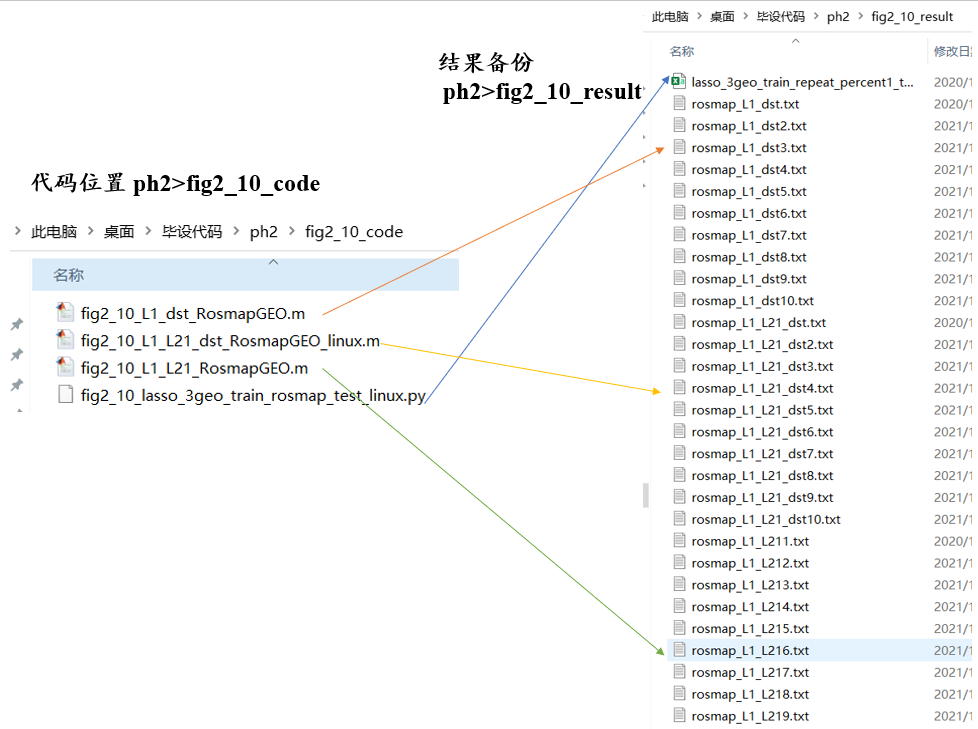 代码位置 ph2>fig2_10_code
此电脑 > 桌面 > 毕设代码 > ph2 > fig2_10_code
名称
fig2_10_L1_dst_RosmapGEO.m
fig2_10_L1_L21_dst_RosmapGEO_linux.m
fig2_10_L1_L21_RosmapGEO.m
fig2_10_lasso_3geo_train_rosmap_test_linux.py
结果备份
ph2>fig2_10_result
此电脑 > 桌面 > 毕设代码 > ph2 > fig2_10_result
名称 修改日
lasso_3geo_train_repeat_percent1_t... 2020/1
rosmap_L1_dst.txt 2020/1
rosmap_L1_dst2.txt 2021/1
rosmap_L1_dst3.txt 2021/1
rosmap_L1_dst4.txt 2021/1
rosmap_L1_dst5.txt 2021/1
rosmap_L1_dst6.txt 2021/1
rosmap_L1_dst7.txt 2021/1
rosmap_L1_dst8.txt 2021/1
rosmap_L1_dst9.txt 2021/1
rosmap_L1_dst10.txt 2021/1
rosmap_L1_L21_dst.txt 2021/1
rosmap_L1_L21_dst2.txt 2021/1
rosmap_L1_L21_dst3.txt 2021/1
rosmap_L1_L21_dst4.txt 2021/1
rosmap_L1_L21_dst5.txt 2021/1
rosmap_L1_L21_dst6.txt 2021/1
rosmap_L1_L21_dst7.txt 2021/1
rosmap_L1_L21_dst8.txt 2021/1
rosmap_L1_L21_dst9.txt 2021/1
rosmap_L1_L21_dst10.txt 2021/1
rosmap_L1_L211.txt 2020/1
rosmap_L1_L212.txt 2021/1
rosmap_L1_L213.txt 2021/1
rosmap_L1_L214.txt 2021/1
rosmap_L1_L215.txt 2021/1
rosmap_L1_L216.txt 2021/1
rosmap_L1_L217.txt 2021/1
rosmap_L1_L218.txt 2021/1
rosmap_L1_L219.txt 2021/1